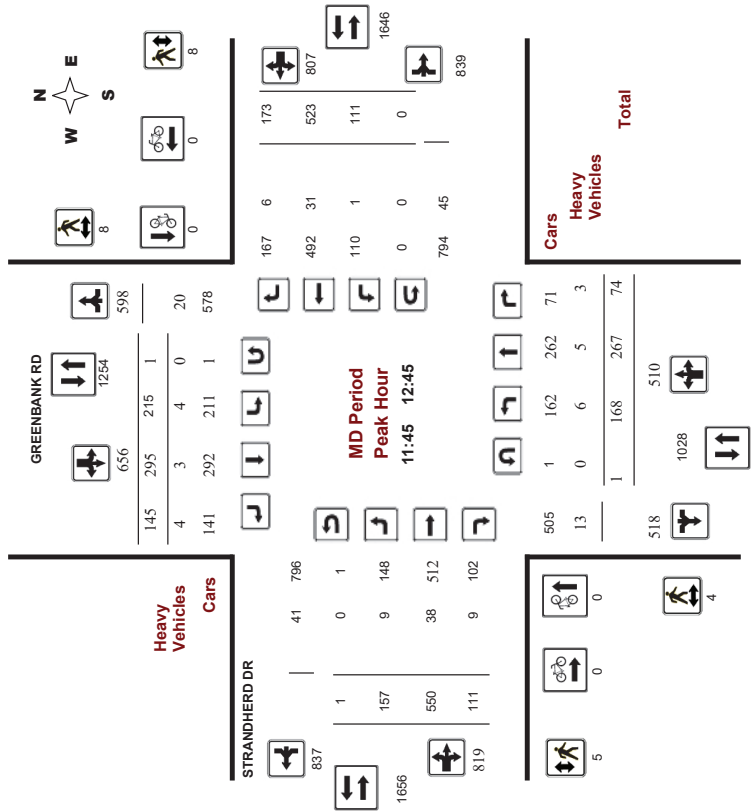 GREENBANK RD
N
W E
S
8
8
0
0
656
1254
598
145 295 215 1
4 3 4 0 20
141 292 211 1 578
Heavy
Vehicles
Cars
STRANDHERD DR
837
41 796
1 0 1
157 9 148
550 38 512
111 9 102
1656
819
MD Period
Peak Hour
11:45 12:45
1646
807
839
167 6 173
492 31 523
110 1 111
0 0 0
794 45
505 1 162 262 71
13 0 6 5 3
1 168 267 74
Cars
Heavy
Vehicles
Total
518
1028
510
5
0
0
4